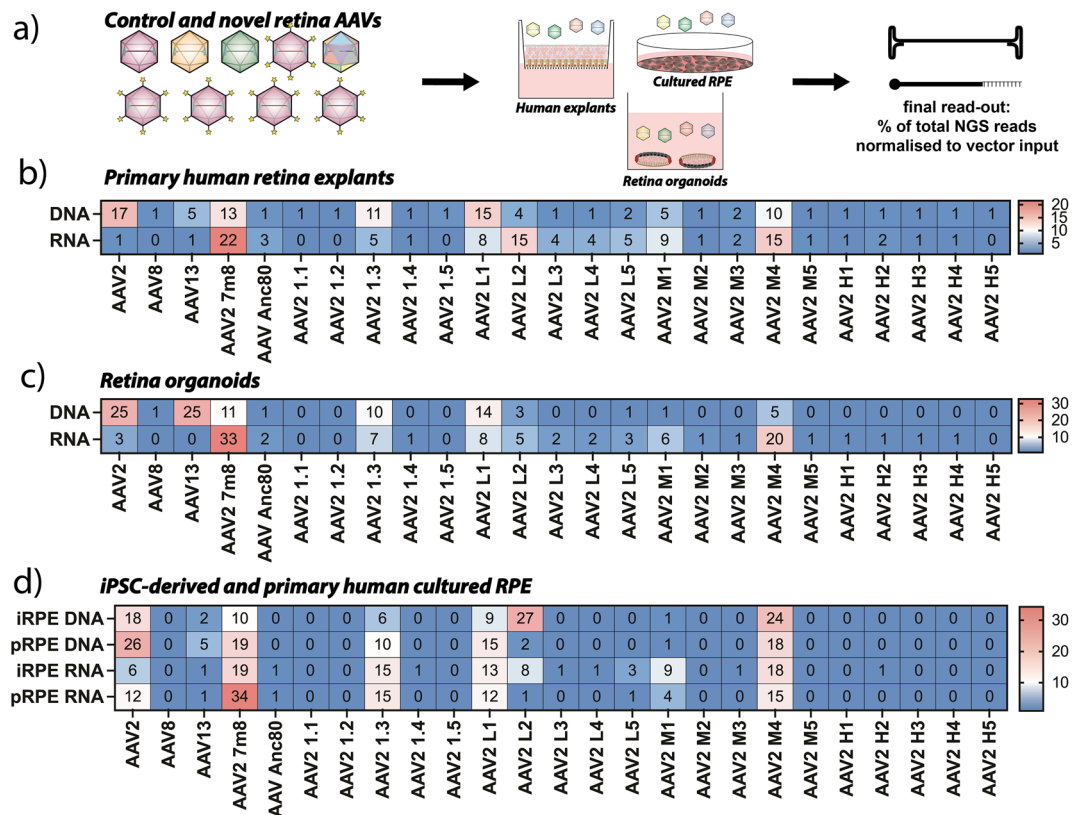 a)
Control and novel retina AAVs
Human explants
Cultured RPE
Retina organoids
final read-out:
% of total NGS reads
normalised to vector input
b)
Primary human retina explants
DNA 17 1 5 13 1 1 1 11 1 1 15 4 1 1 2 5 1 2 10 1 1 1 1 1 1
RNA 1 0 1 22 3 0 0 5 1 0 8 15 4 4 5 9 1 2 15 1 1 2 1 1 0
20
15
10
5
AAV2 AAV8 AAV13 AAV2 7m8 AAV Anc80 AAV2 1.1 AAV2 1.2 AAV2 1.3 AAV2 1.4 AAV2 1.5 AAV2 L1 AAV2 L2 AAV2 L3 AAV2 L4 AAV2 L5 AAV2 M1 AAV2 M2 AAV2 M3 AAV2 M4 AAV2 M5 AAV2 H1 AAV2 H2 AAV2 H3 AAV2 H4 AAV2 H5
c)
Retina organoids
DNA 25 1 25 11 1 0 0 10 0 0 14 3 0 0 1 1 0 0 5 0 0 0 0 0 0
RNA 3 0 0 33 2 0 0 7 1 0 8 5 2 2 3 6 1 1 20 1 1 1 1 1 0
30
20
10
AAV2 AAV8 AAV13 AAV2 7m8 AAV Anc80 AAV2 1.1 AAV2 1.2 AAV2 1.3 AAV2 1.4 AAV2 1.5 AAV2 L1 AAV2 L2 AAV2 L3 AAV2 L4 AAV2 L5 AAV2 M1 AAV2 M2 AAV2 M3 AAV2 M4 AAV2 M5 AAV2 H1 AAV2 H2 AAV2 H3 AAV2 H4 AAV2 H5
d)
iPSC-derived and primary human cultured RPE
iRPE DNA 18 0 2 10 0 0 0 6 0 0 9 27 0 0 0 1 0 0 24 0 0 0 0 0 0
pRPE DNA 26 0 5 19 0 0 0 10 0 0 15 2 0 0 0 1 0 0 18 0 0 0 0 0 0
iRPE RNA 6 0 1 19 1 0 0 15 1 0 13 8 1 1 3 9 0 1 18 0 0 1 0 0 0
pRPE RNA 12 0 1 34 0 0 0 15 0 0 12 1 0 0 1 4 0 0 15 0 0 0 0 0 0
30
20
10
AAV2 AAV8 AAV13 AAV2 7m8 AAV Anc80 AAV2 1.1 AAV2 1.2 AAV2 1.3 AAV2 1.4 AAV2 1.5 AAV2 L1 AAV2 L2 AAV2 L3 AAV2 L4 AAV2 L5 AAV2 M1 AAV2 M2 AAV2 M3 AAV2 M4 AAV2 M5 AAV2 H1 AAV2 H2 AAV2 H3 AAV2 H4 AAV2 H5